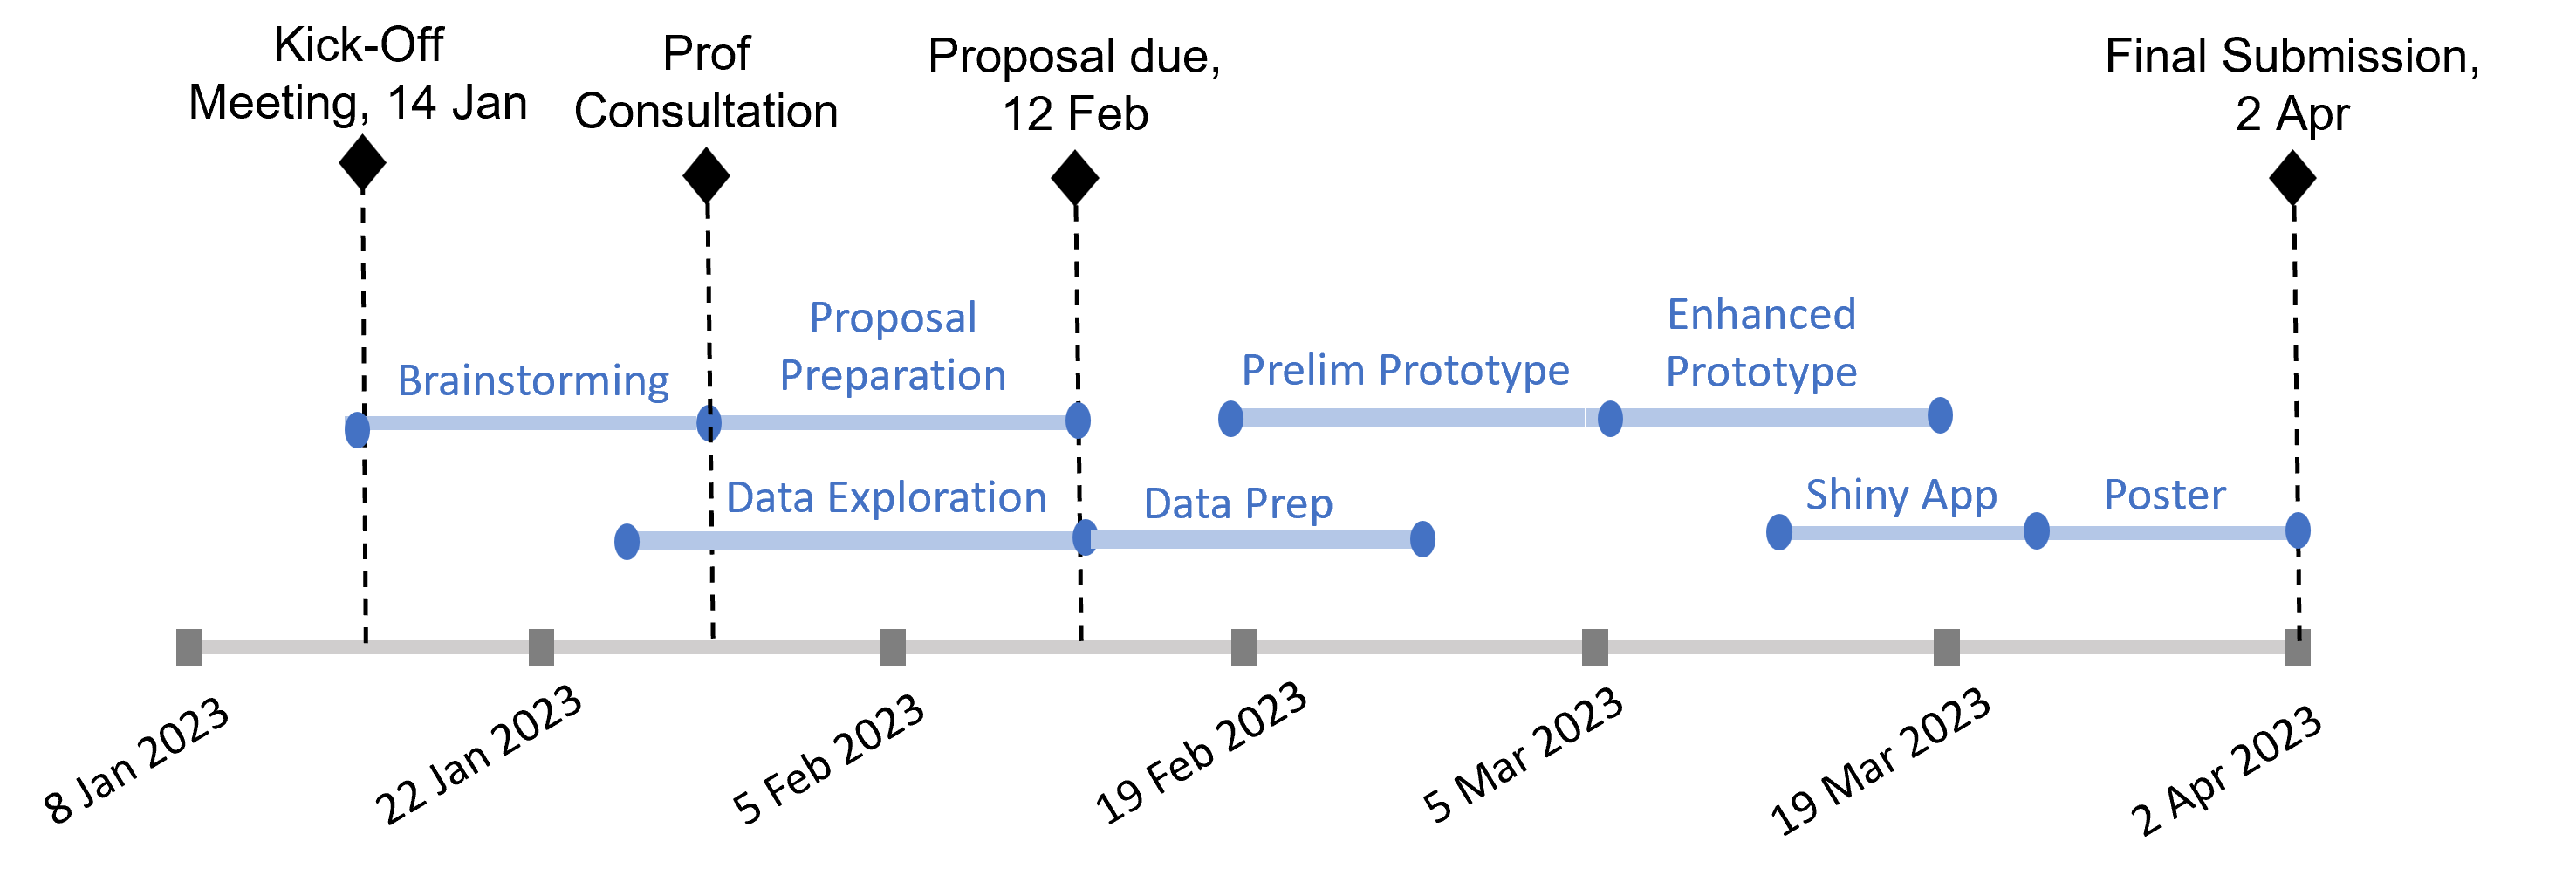 Kick-Off
Meeting, 14 Jan
Prof
Consultation
Proposal due,
12 Feb
Final Submission,
2 Apr
Brainstorming
Proposal
Preparation
Prelim Prototype
Enhanced
Prototype
Data Exploration
Data Prep
Shiny App
Poster
8 Jan 2023
22 Jan 2023
5 Feb 2023
19 Feb 2023
5 Mar 2023
19 Mar 2023
2 Apr 2023